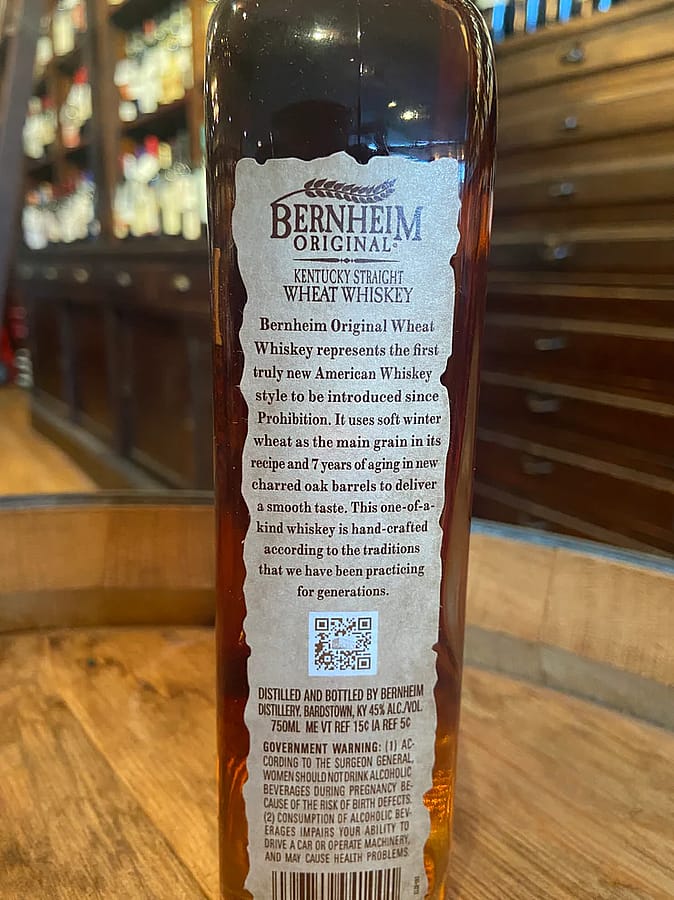 BERNHEIM
ORIGINAL®
KENTUCKY STRAIGHT
WHEAT WHISKEY
Bernheim Original Wheat
Whiskey represents the first
truly new American Whiskey
style to be introduced since
Prohibition. It uses soft winter
wheat as the main grain in its
recipe and 7 years of aging in new
charred oak barrels to deliver
a smooth taste. This one-of-a-
kind whiskey is hand-crafted
according to the traditions
that we have been practicing
for generations.
DISTILLED AND BOTTLED BY BERNHEIM
DISTILLERY, BARDSTOWN, KY 45% ALC./VOL.
750ML ME VT REF 15¢ IA REF 5¢
GOVERNMENT WARNING: (1) AC-
CORDING TO THE SURGEON GENERAL,
WOMEN SHOULD NOT DRINK ALCOHOLIC
BEVERAGES DURING PREGNANCY BE-
CAUSE OF THE RISK OF BIRTH DEFECTS.
(2) CONSUMPTION OF ALCOHOLIC BEV-
ERAGES IMPAIRS YOUR ABILITY TO
DRIVE A CAR OR OPERATE MACHINERY,
AND MAY CAUSE HEALTH PROBLEMS.